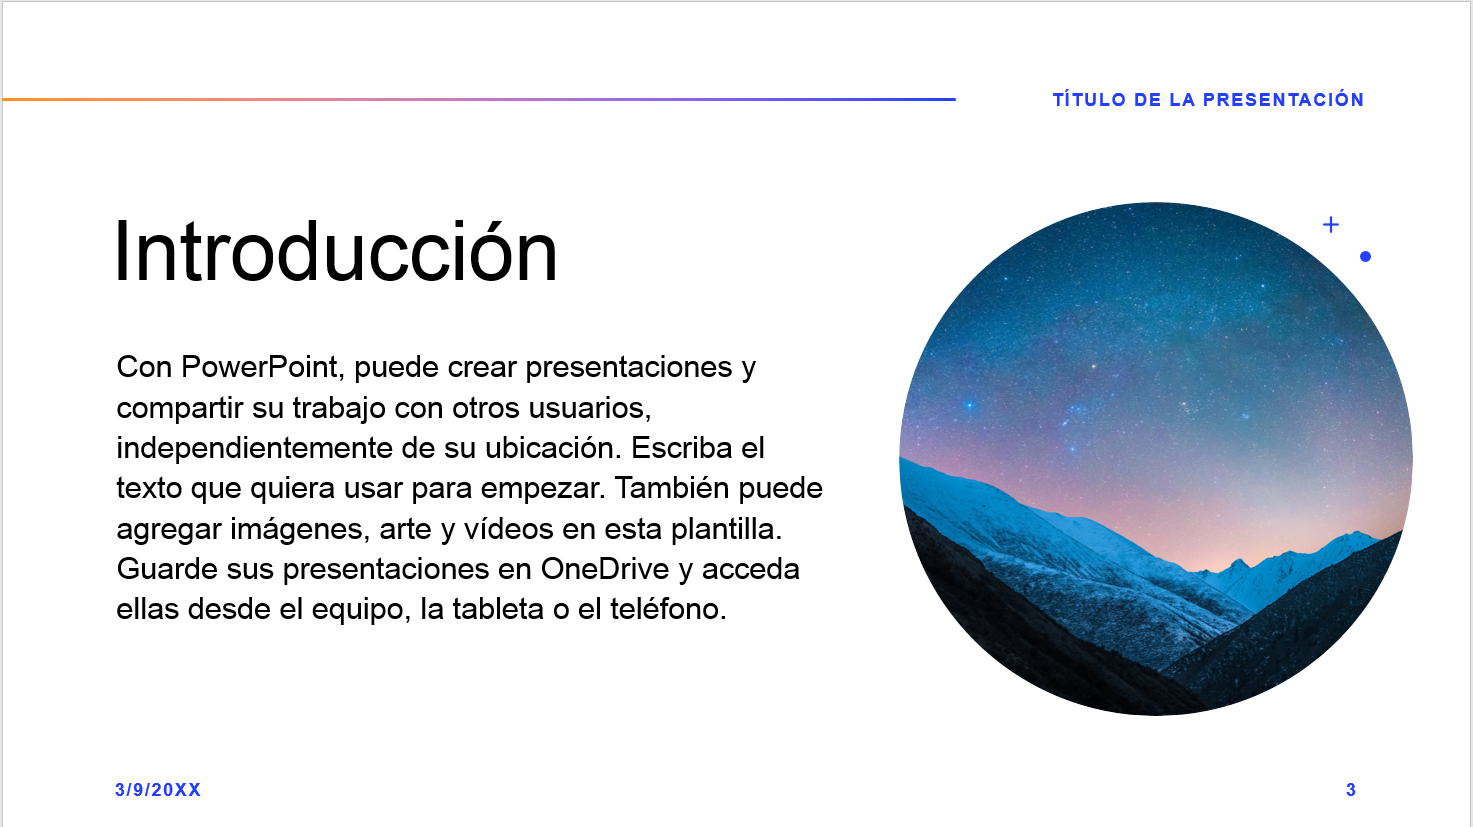 TÍTULO DE LA PRESENTACIÓN
Introducción
Con PowerPoint, puede crear presentaciones y
compartir su trabajo con otros usuarios,
independientemente de su ubicación. Escriba el
texto que quiera usar para empezar. También puede
agregar imágenes, arte y vídeos en esta plantilla.
Guarde sus presentaciones en OneDrive y acceda
ellas desde el equipo, la tableta o el teléfono.
3/9/20XX
3